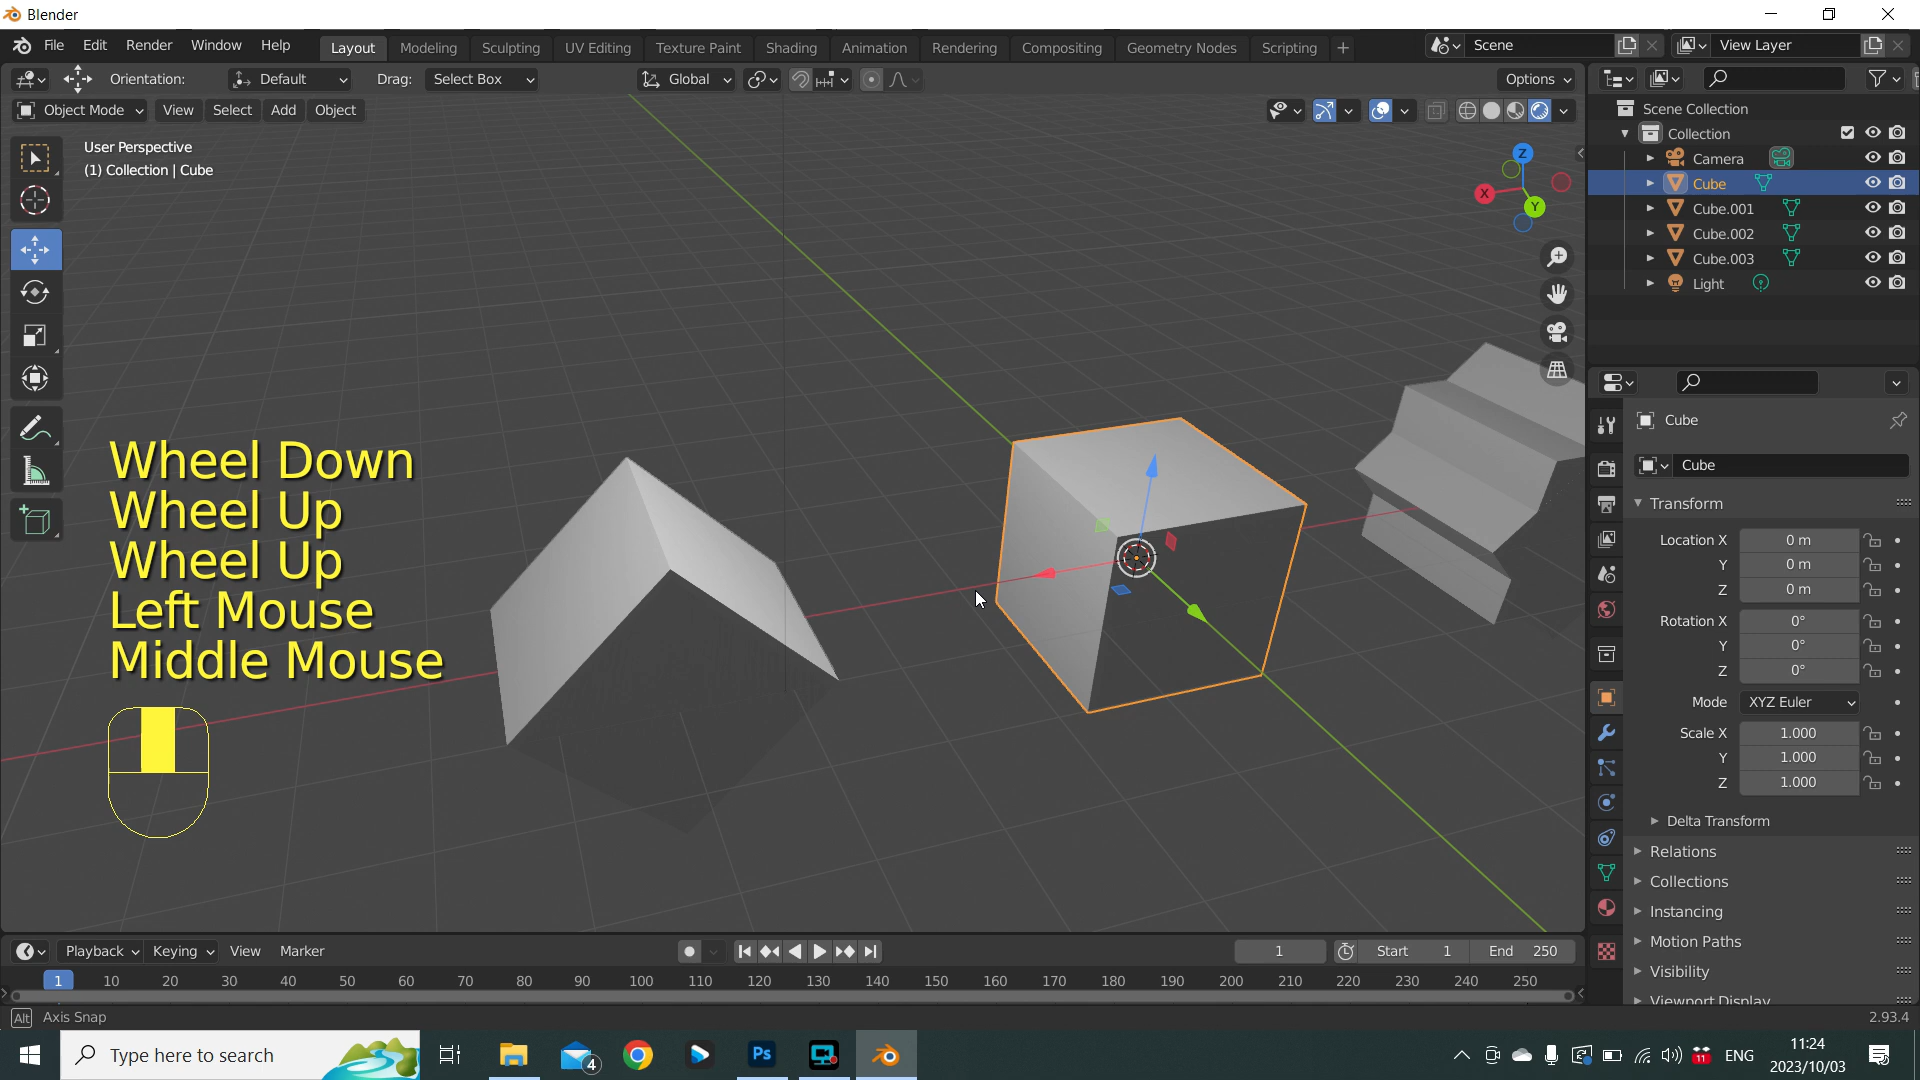 Blender
File Edit Render Window Help Layout Modeling Sculpting UV Editing Texture Paint Shading Animation Rendering Compositing Geometry Nodes Scripting + Scene View Layer
Orientation: Default Drag: Select Box Global Options
Object Mode View Select Add Object
User Perspective
(1) Collection | Cube
Z
X
Y
Scene Collection
Collection
Camera
Cube
Cube.001
Cube.002
Cube.003
Light
Cube
Cube
Transform
Location X 0 m
Y 0 m
Z 0 m
Rotation X 0°
Y 0°
Z 0°
Mode XYZ Euler
Scale X 1.000
Y 1.000
Z 1.000
Delta Transform
Relations
Collections
Instancing
Motion Paths
Visibility
Viewport Display
Wheel Down
Wheel Up
Wheel Up
Left Mouse
Middle Mouse
Playback Keying View Marker 1 Start 1 End 250
1 10 20 30 40 50 60 70 80 90 100 110 120 130 140 150 160 170 180 190 200 210 220 230 240 250
Alt Axis Snap 2.93.4
Type here to search 4 Ps 11 ENG 11:24
2023/10/03